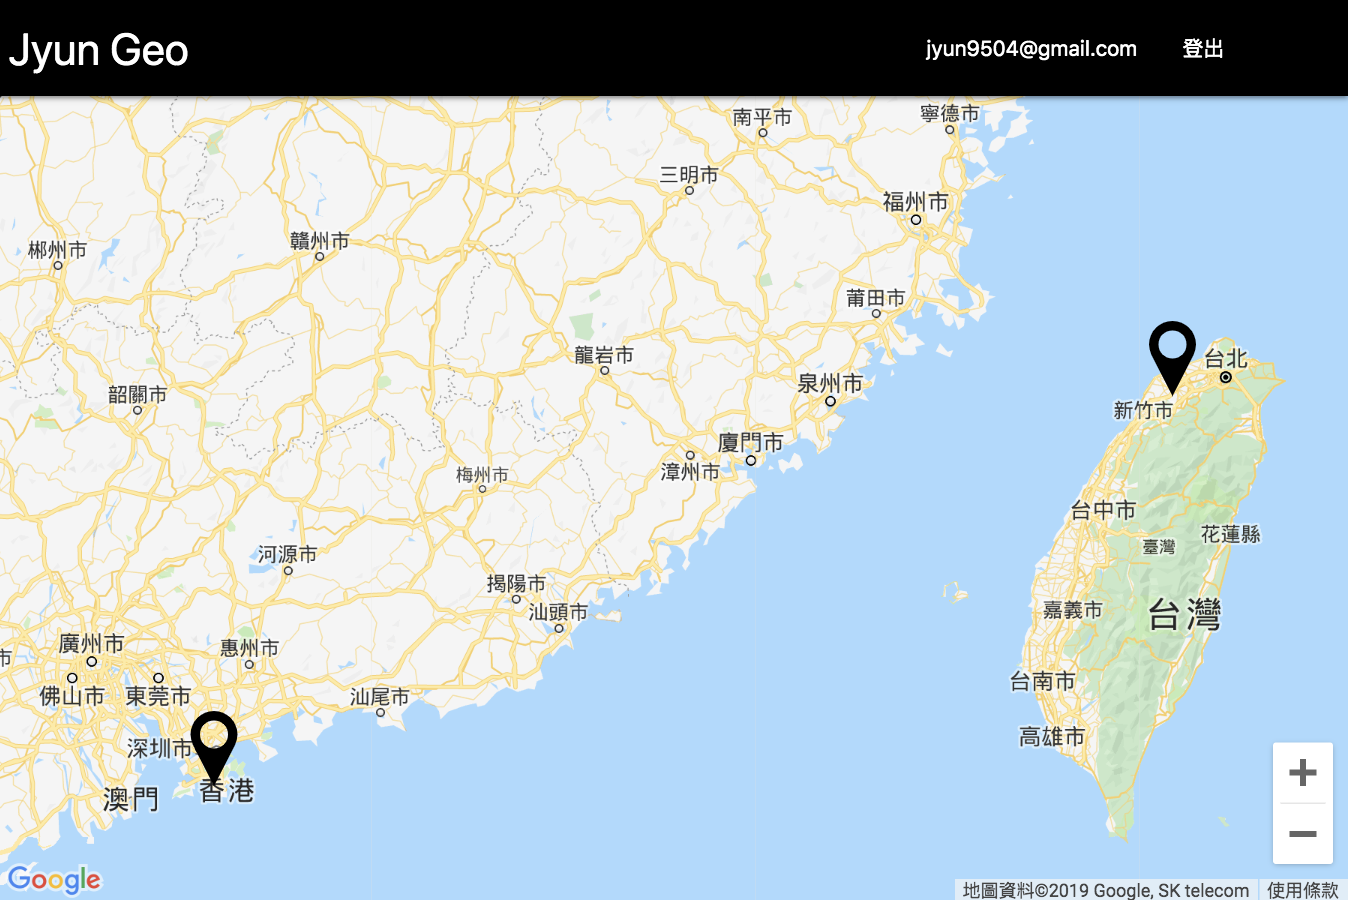 Jyun Geo
jyun9504@gmail.com
登出
南平市
寧德市
三明市
福州市
郴州市
贛州市
莆田市
龍岩市
台北
泉州市
韶關市
新竹市
廈門市
漳州市
梅州市
台中市
花蓮縣
臺灣
河源市
揭陽市
汕頭市
嘉義市
台灣
廣州市
惠州市
市
台南市
佛山市
東莞市
汕尾市
高雄市
深圳市
香港
澳門
Google
地圖資料©2019 Google, SK telecom
使用條款